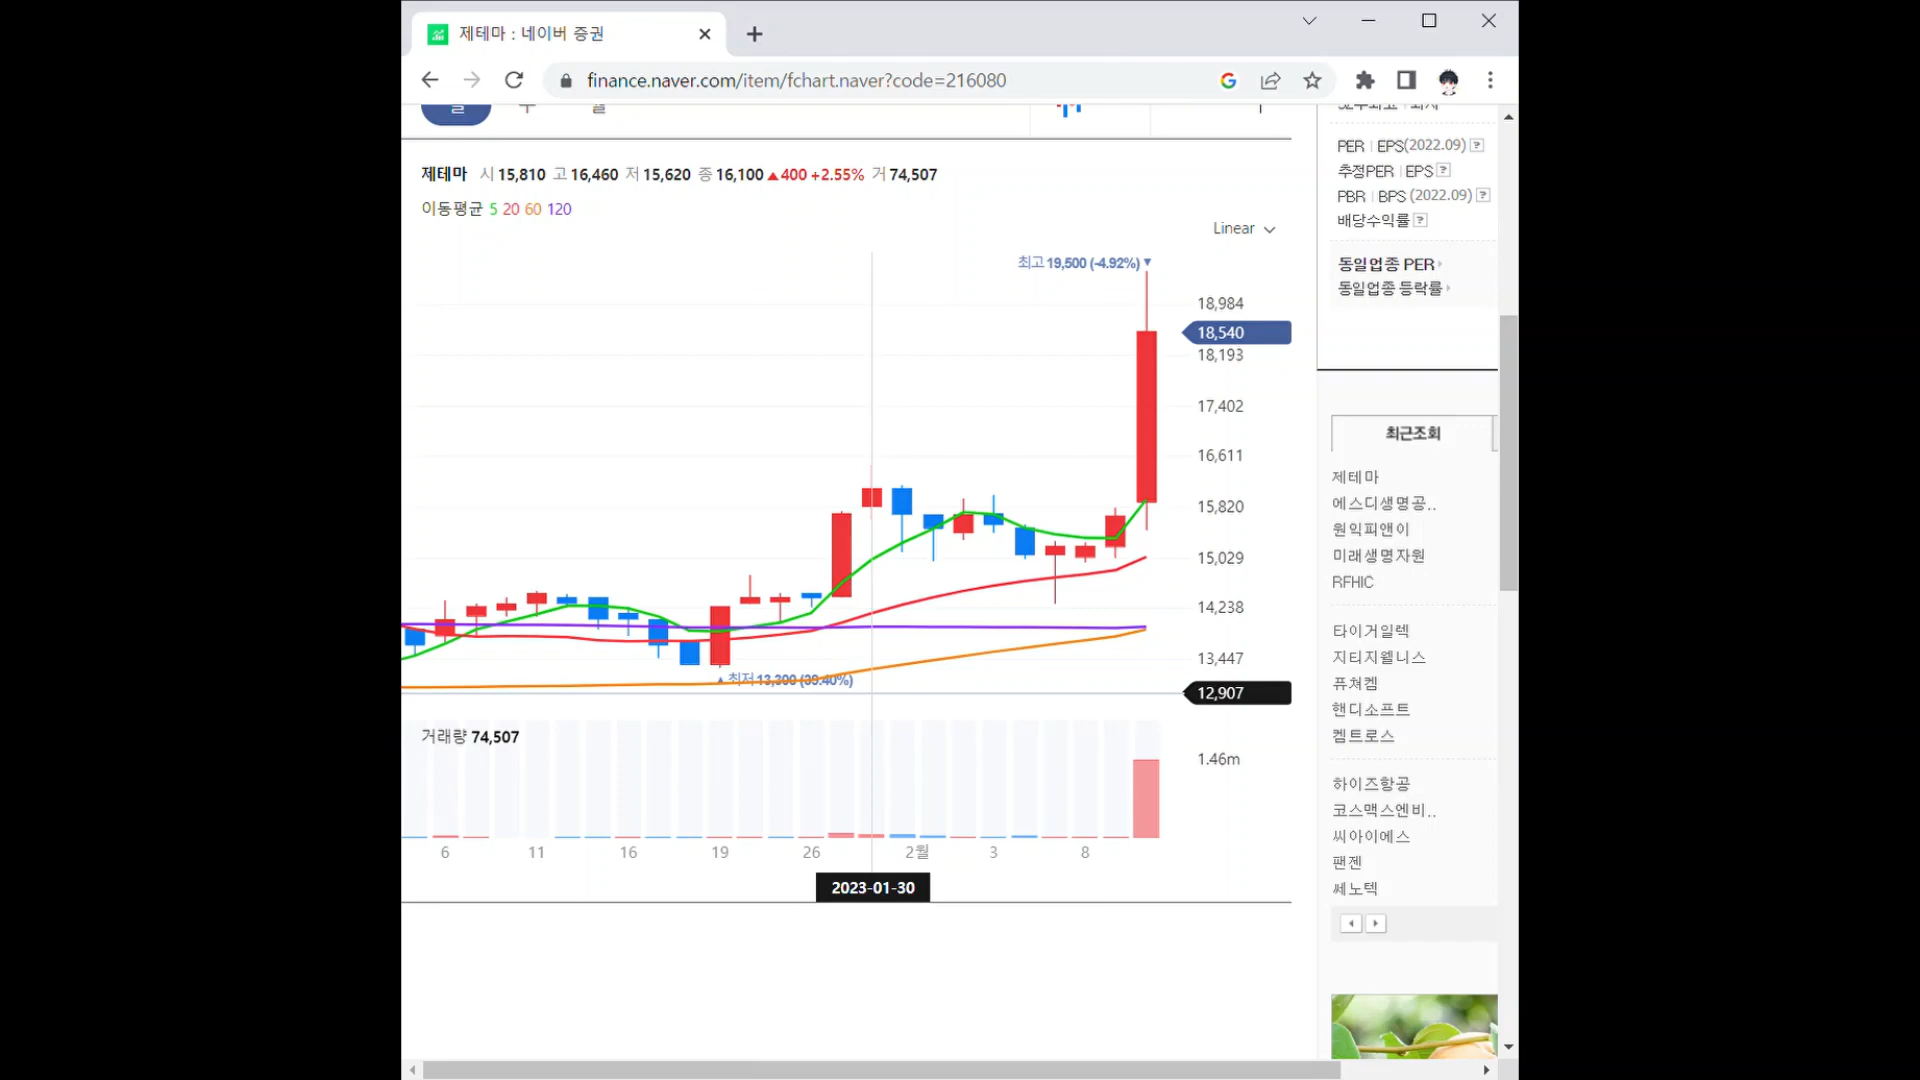 제테마 : 네이버 증권
finance.naver.com/item/fchart.naver?code=216080
제테마 시 15,810 고 16,460 저 15,620 종 16,100 ▲400 +2.55% 거 74,507
이동평균 5 20 60 120
Linear
최고 19,500 (-4.92%) ▼
18,984
18,540
18,193
17,402
16,611
15,820
15,029
14,238
13,447
▲ 최저 13,300 (39.40%)
12,907
거래량 74,507
1.46m
6 11 16 19 26 2월 3 8
2023-01-30
PER | EPS(2022.09) ?
추정PER | EPS ?
PBR | BPS (2022.09) ?
배당수익률 ?
동일업종 PER
동일업종 등락률
최근조회
제테마
에스디생명공..
원익피앤이
미래생명자원
RFHIC
타이거일렉
지티지웰니스
퓨쳐켐
핸디소프트
켐트로스
하이즈항공
코스맥스엔비..
씨아이에스
팬젠
쎄노텍